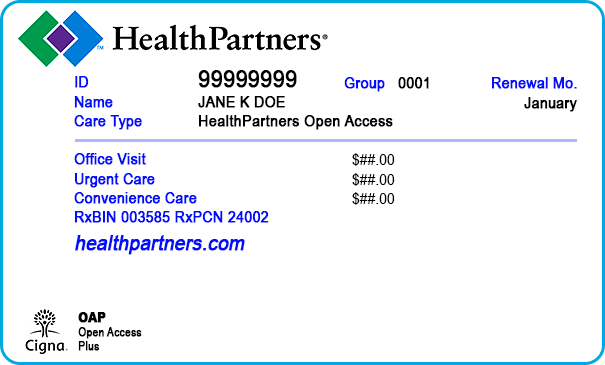 HealthPartners®
ID 99999999 Group 0001 Renewal Mo.
Name JANE K DOE January
Care Type HealthPartners Open Access
Office Visit $##.00
Urgent Care $##.00
Convenience Care $##.00
RxBIN 003585 RxPCN 24002
healthpartners.com
OAP
Open Access
Cigna. Plus